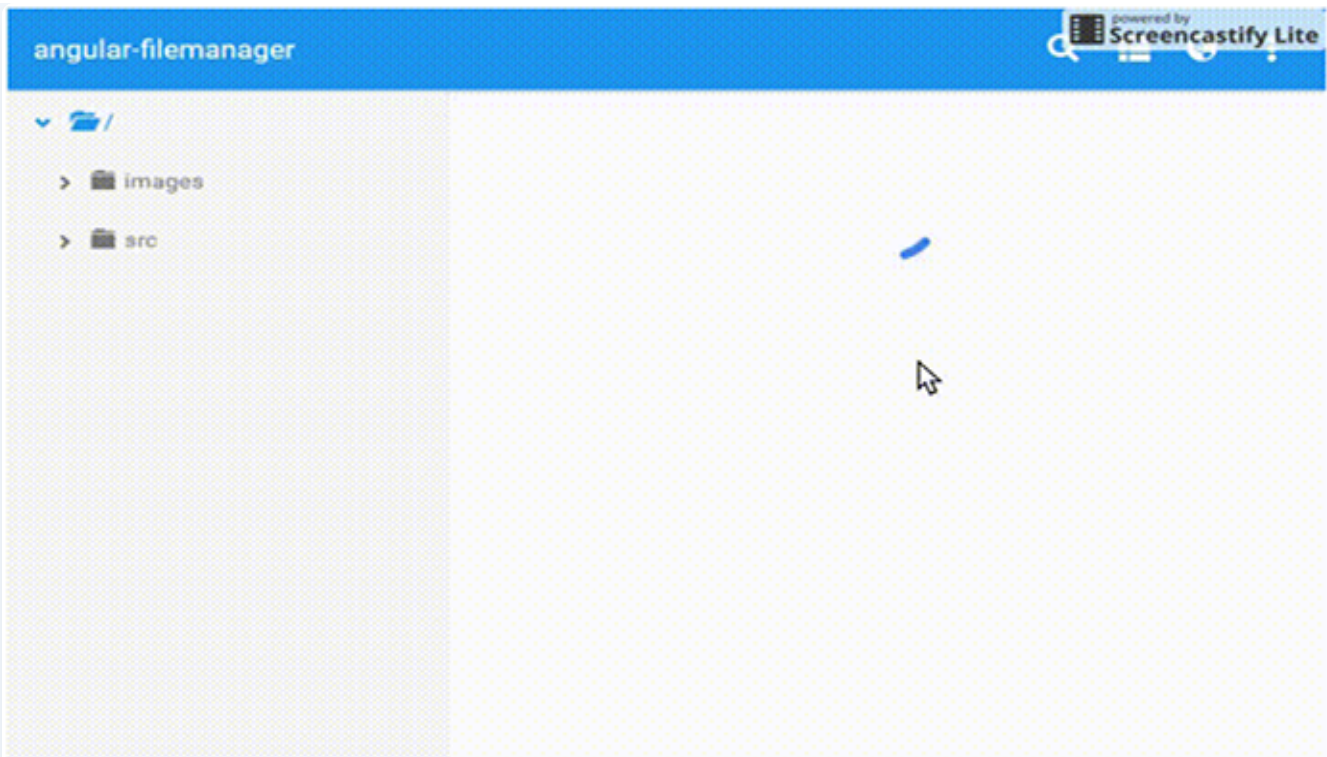 angular-filemanager
powered by
Screencastify Lite
/
images
src